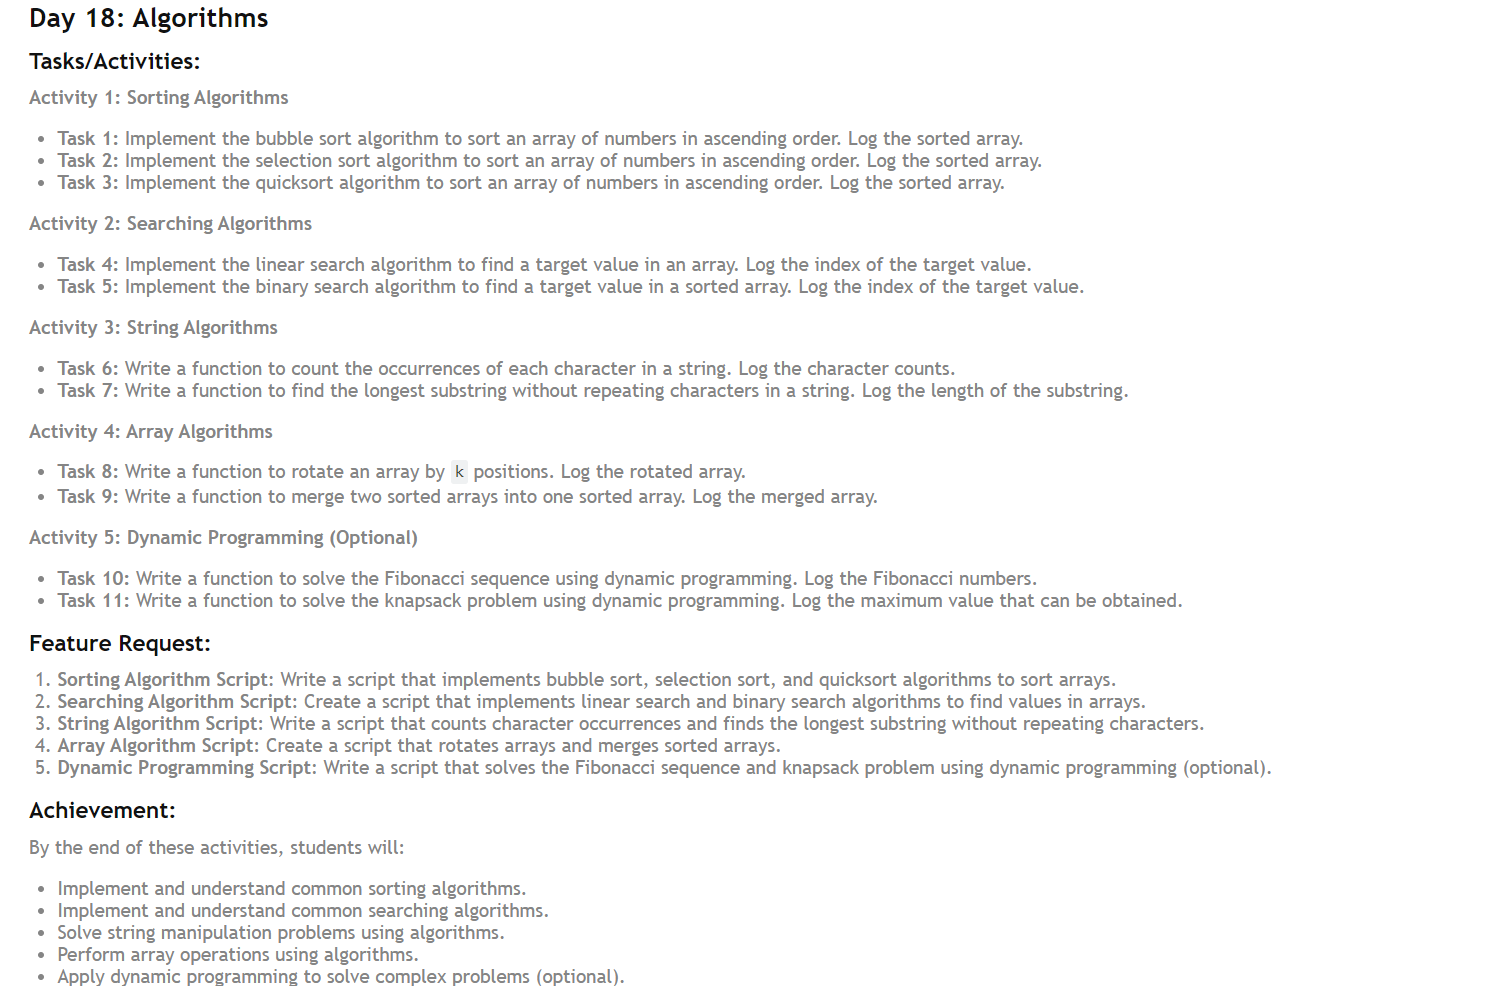 Day 18: Algorithms
Tasks/Activities:
Activity 1: Sorting Algorithms
• Task 1: Implement the bubble sort algorithm to sort an array of numbers in ascending order. Log the sorted array.
• Task 2: Implement the selection sort algorithm to sort an array of numbers in ascending order. Log the sorted array.
• Task 3: Implement the quicksort algorithm to sort an array of numbers in ascending order. Log the sorted array.
Activity 2: Searching Algorithms
• Task 4: Implement the linear search algorithm to find a target value in an array. Log the index of the target value.
• Task 5: Implement the binary search algorithm to find a target value in a sorted array. Log the index of the target value.
Activity 3: String Algorithms
• Task 6: Write a function to count the occurrences of each character in a string. Log the character counts.
• Task 7: Write a function to find the longest substring without repeating characters in a string. Log the length of the substring.
Activity 4: Array Algorithms
• Task 8: Write a function to rotate an array by k positions. Log the rotated array.
• Task 9: Write a function to merge two sorted arrays into one sorted array. Log the merged array.
Activity 5: Dynamic Programming (Optional)
• Task 10: Write a function to solve the Fibonacci sequence using dynamic programming. Log the Fibonacci numbers.
• Task 11: Write a function to solve the knapsack problem using dynamic programming. Log the maximum value that can be obtained.
Feature Request:
1. Sorting Algorithm Script: Write a script that implements bubble sort, selection sort, and quicksort algorithms to sort arrays.
2. Searching Algorithm Script: Create a script that implements linear search and binary search algorithms to find values in arrays.
3. String Algorithm Script: Write a script that counts character occurrences and finds the longest substring without repeating characters.
4. Array Algorithm Script: Create a script that rotates arrays and merges sorted arrays.
5. Dynamic Programming Script: Write a script that solves the Fibonacci sequence and knapsack problem using dynamic programming (optional).
Achievement:
By the end of these activities, students will:
• Implement and understand common sorting algorithms.
• Implement and understand common searching algorithms.
• Solve string manipulation problems using algorithms.
• Perform array operations using algorithms.
• Apply dynamic programming to solve complex problems (optional).